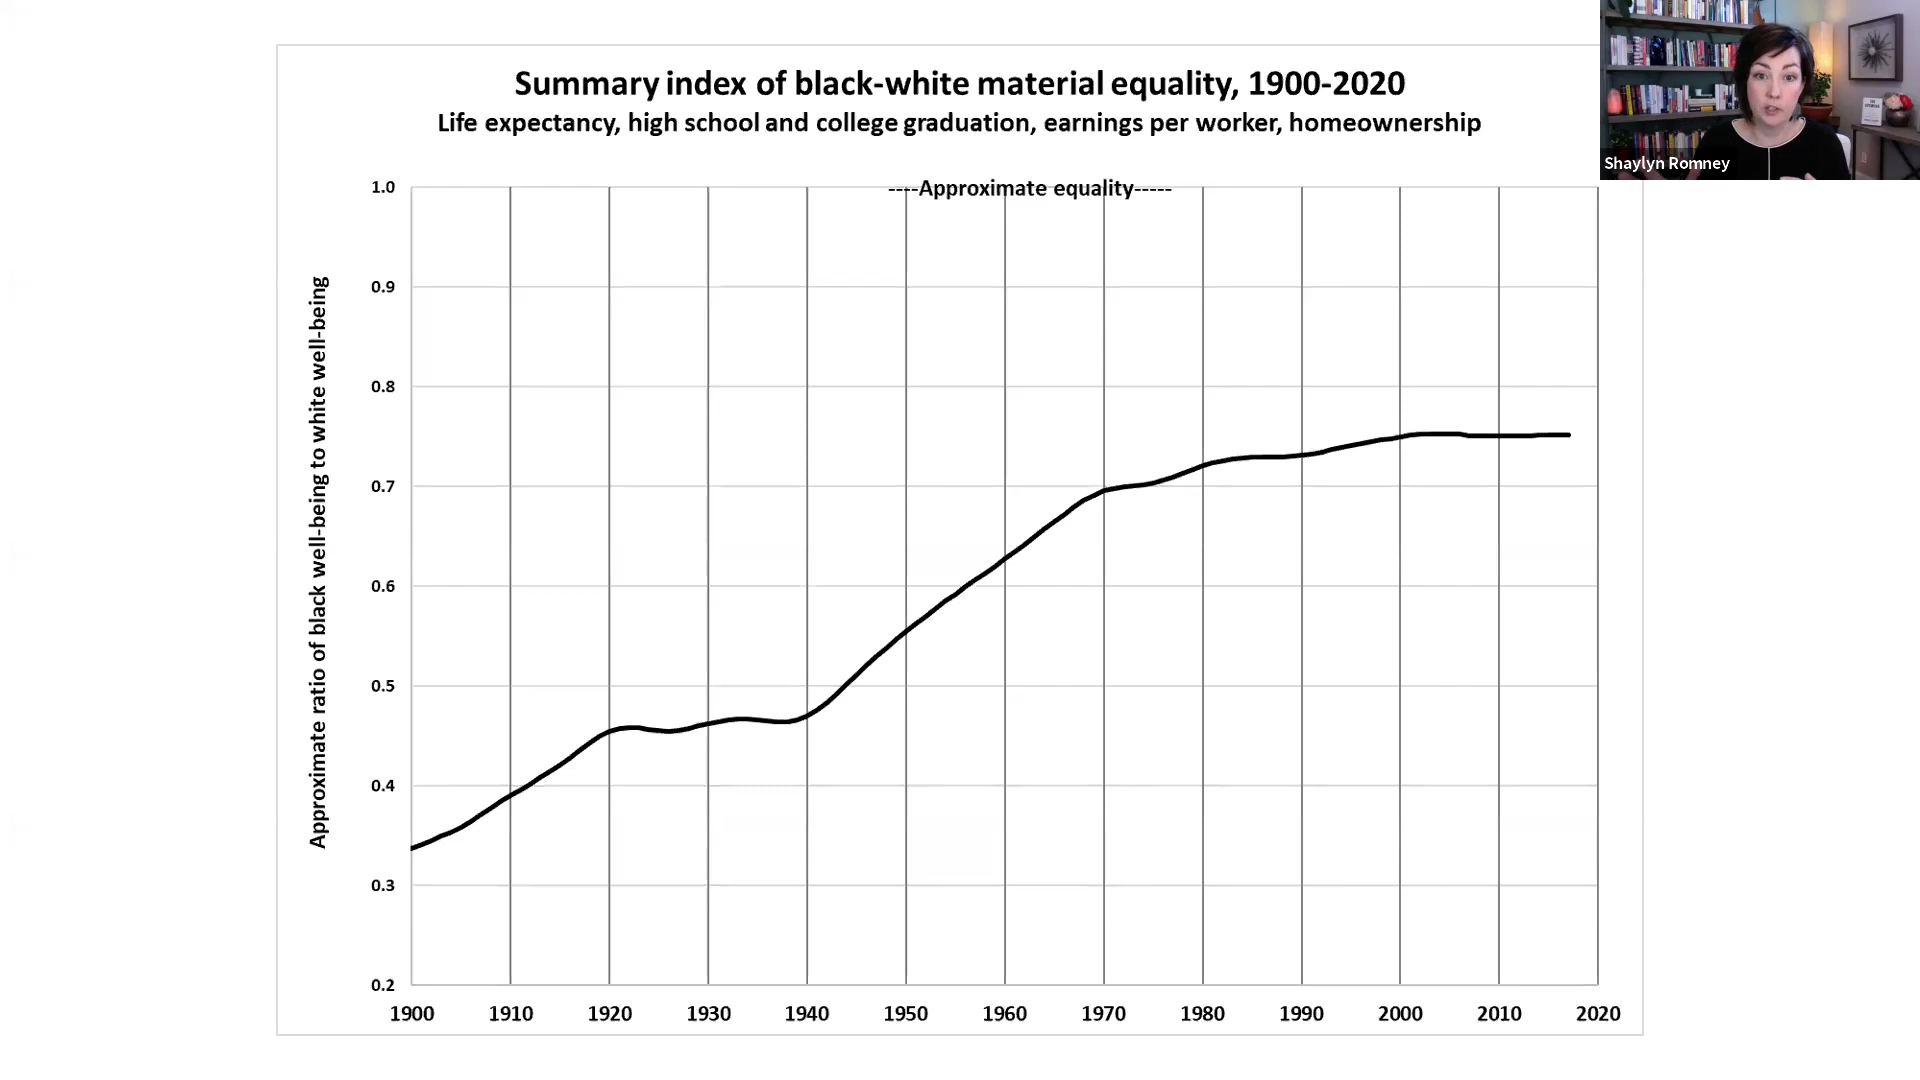 Summary index of black-white material equality, 1900-2020
Life expectancy, high school and college graduation, earnings per worker, homeownership
Shaylyn Romney
----Approximate equality-----
Approximate ratio of black well-being to white well-being
1.0
0.9
0.8
0.7
0.6
0.5
0.4
0.3
0.2
1900 1910 1920 1930 1940 1950 1960 1970 1980 1990 2000 2010 2020